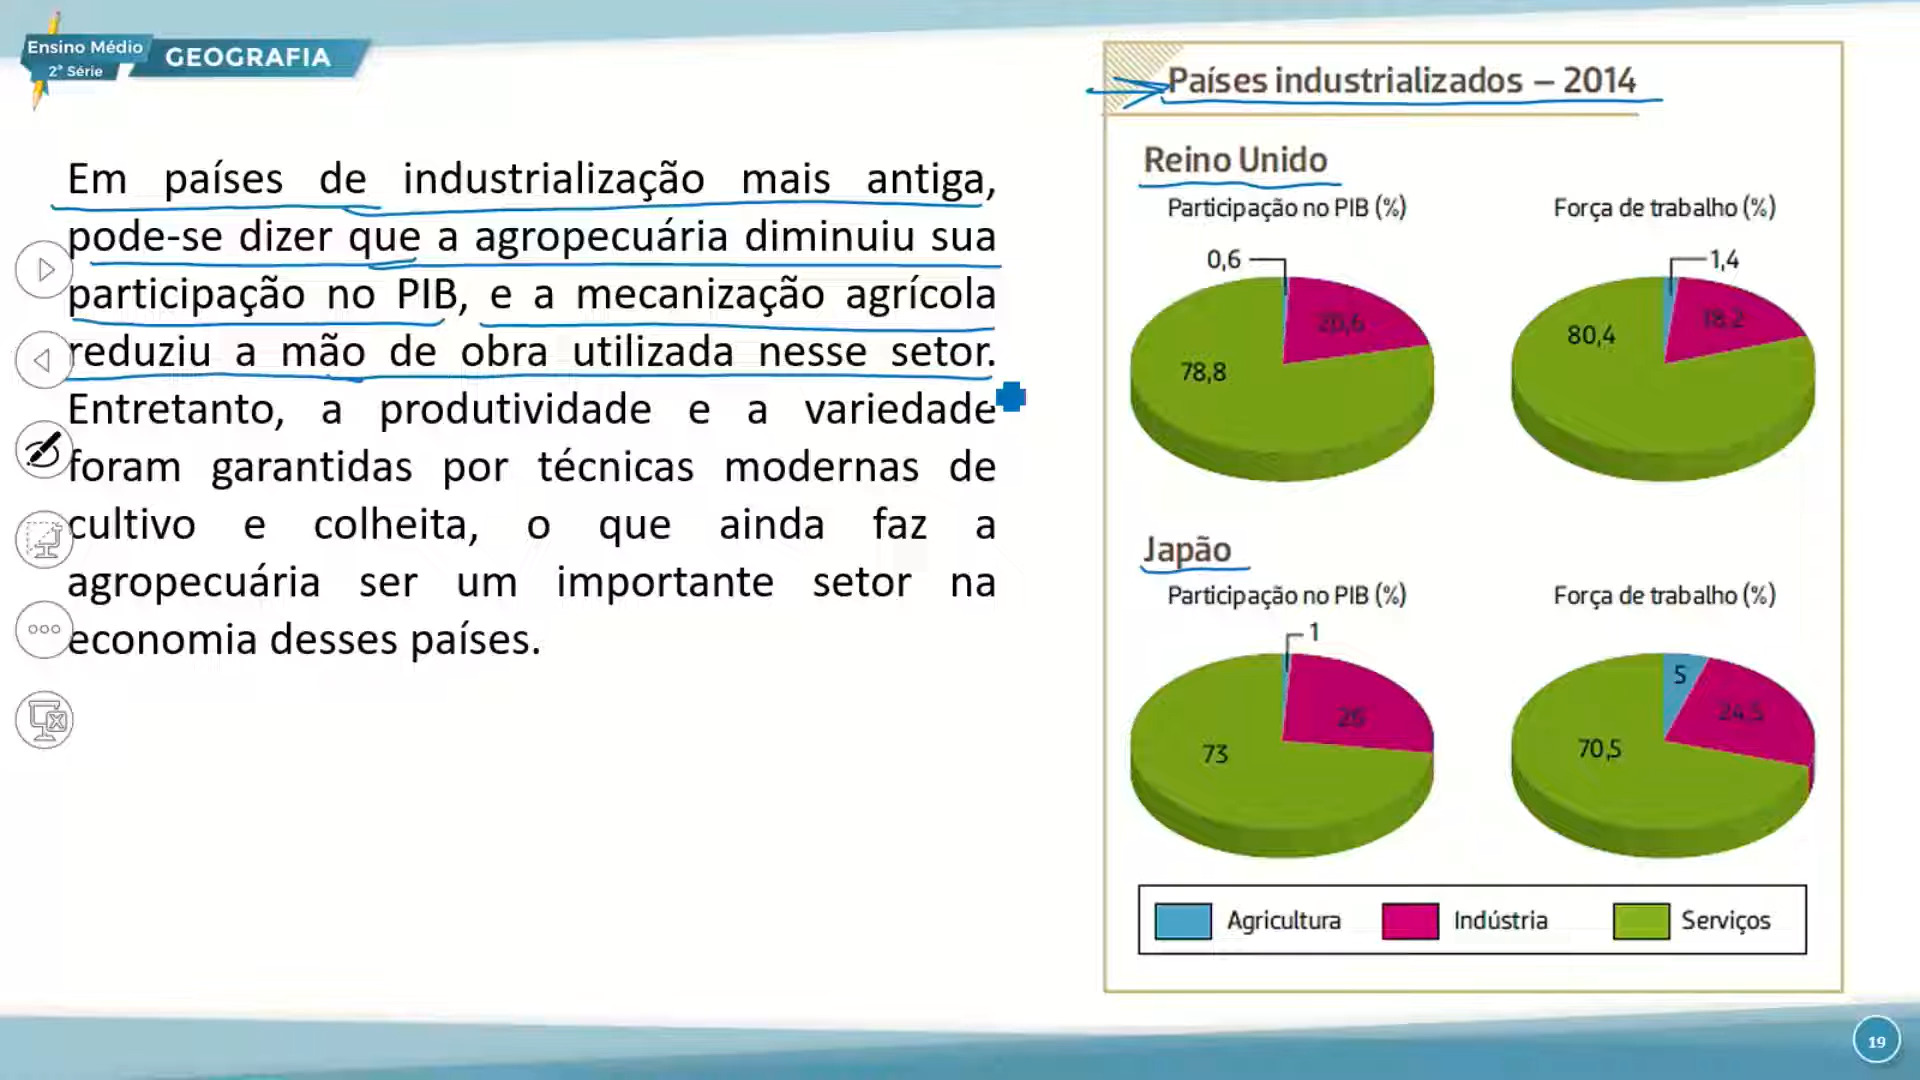 Ensino Médio
2ª Série
GEOGRAFIA
Em países de industrialização mais antiga,
pode-se dizer que a agropecuária diminuiu sua
participação no PIB, e a mecanização agrícola
reduziu a mão de obra utilizada nesse setor.
Entretanto, a produtividade e a variedade
foram garantidas por técnicas modernas de
cultivo e colheita, o que ainda faz a
agropecuária ser um importante setor na
economia desses países.
Países industrializados – 2014
Reino Unido
Participação no PIB (%)
Força de trabalho (%)
0,6
20,6
78,8
1,4
18,2
80,4
Japão
Participação no PIB (%)
Força de trabalho (%)
1
26
73
5
24,5
70,5
Agricultura
Indústria
Serviços
19